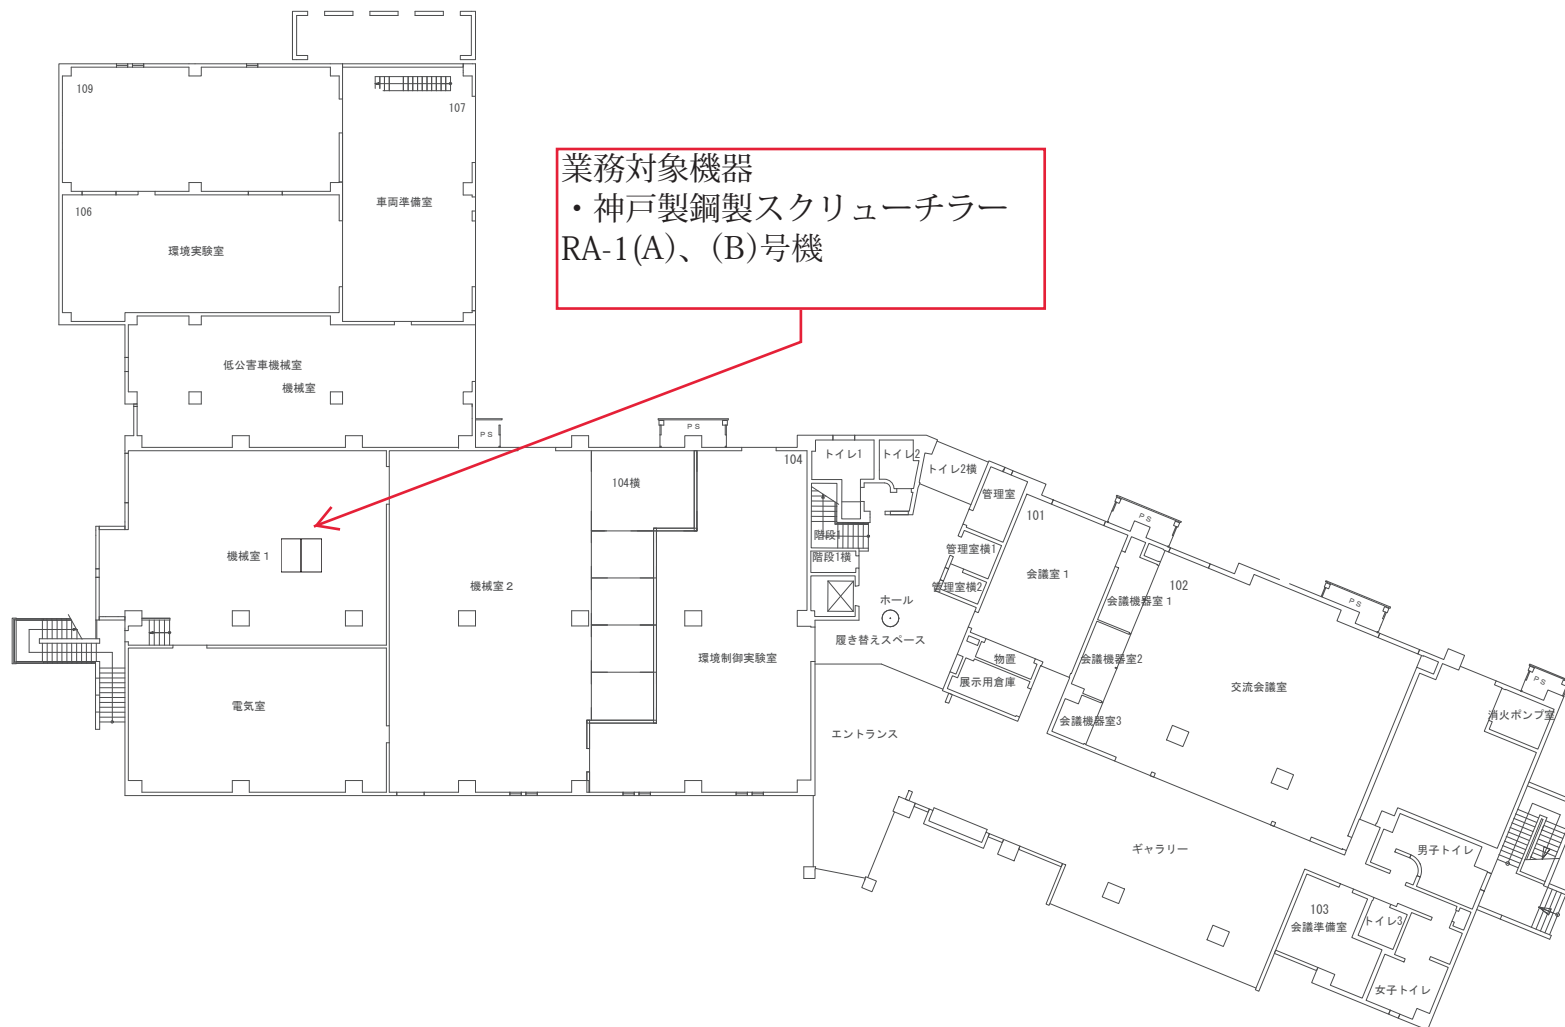 109
107
業務対象機器
・神戸製鋼製スクリューチラー
RA-1(A)、(B)号機
車両準備室
106
環境実験室
低公害車機械室
機械室
PS
PS
104
104横
トイレ1
トイレ2
トイレ2横
管理室
101
PS
階段1
階段1横
管理室横1
管理室横2
会議室１
会議機器室１
102
PS
機械室１
機械室２
ホール
履き替えスペース
環境制御実験室
物置
展示用倉庫
会議機器室2
会議機器室3
交流会議室
PS
消火ポンプ室
電気室
エントランス
ギャラリー
男子トイレ
103
会議準備室
トイレ3
女子トイレ